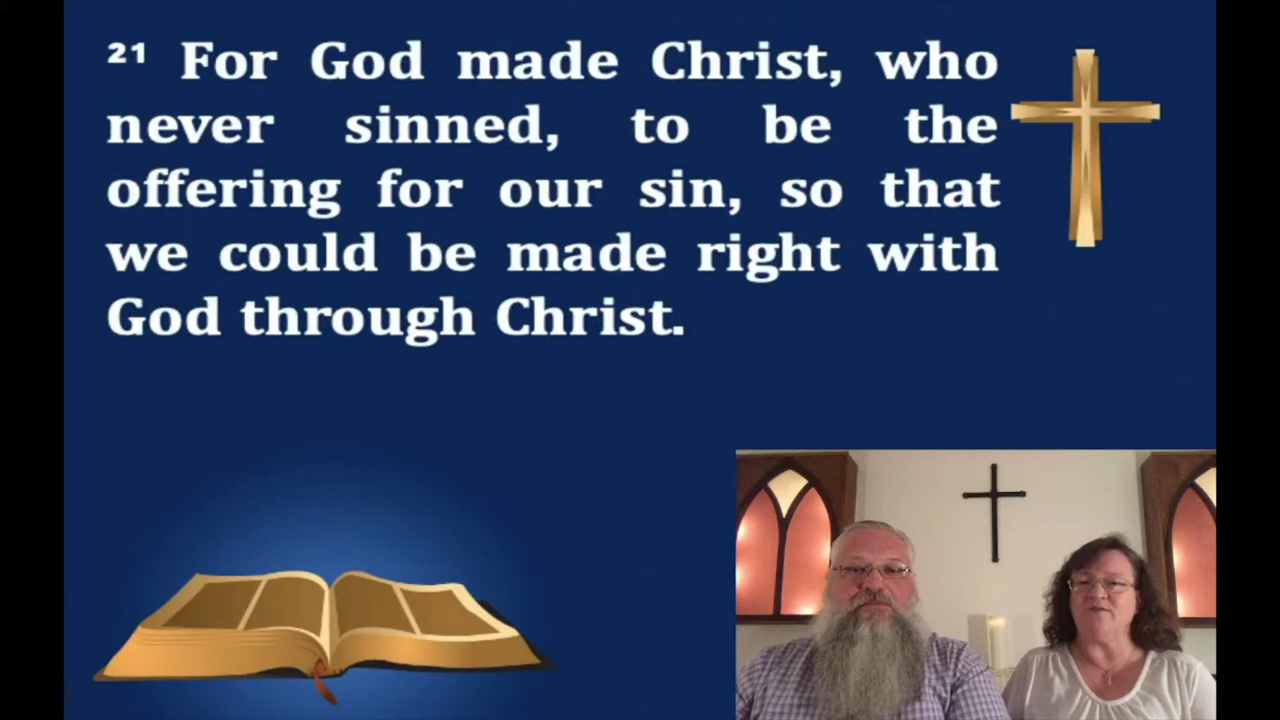 ²¹ For God made Christ, who
never sinned, to be the
offering for our sin, so that
we could be made right with
God through Christ.